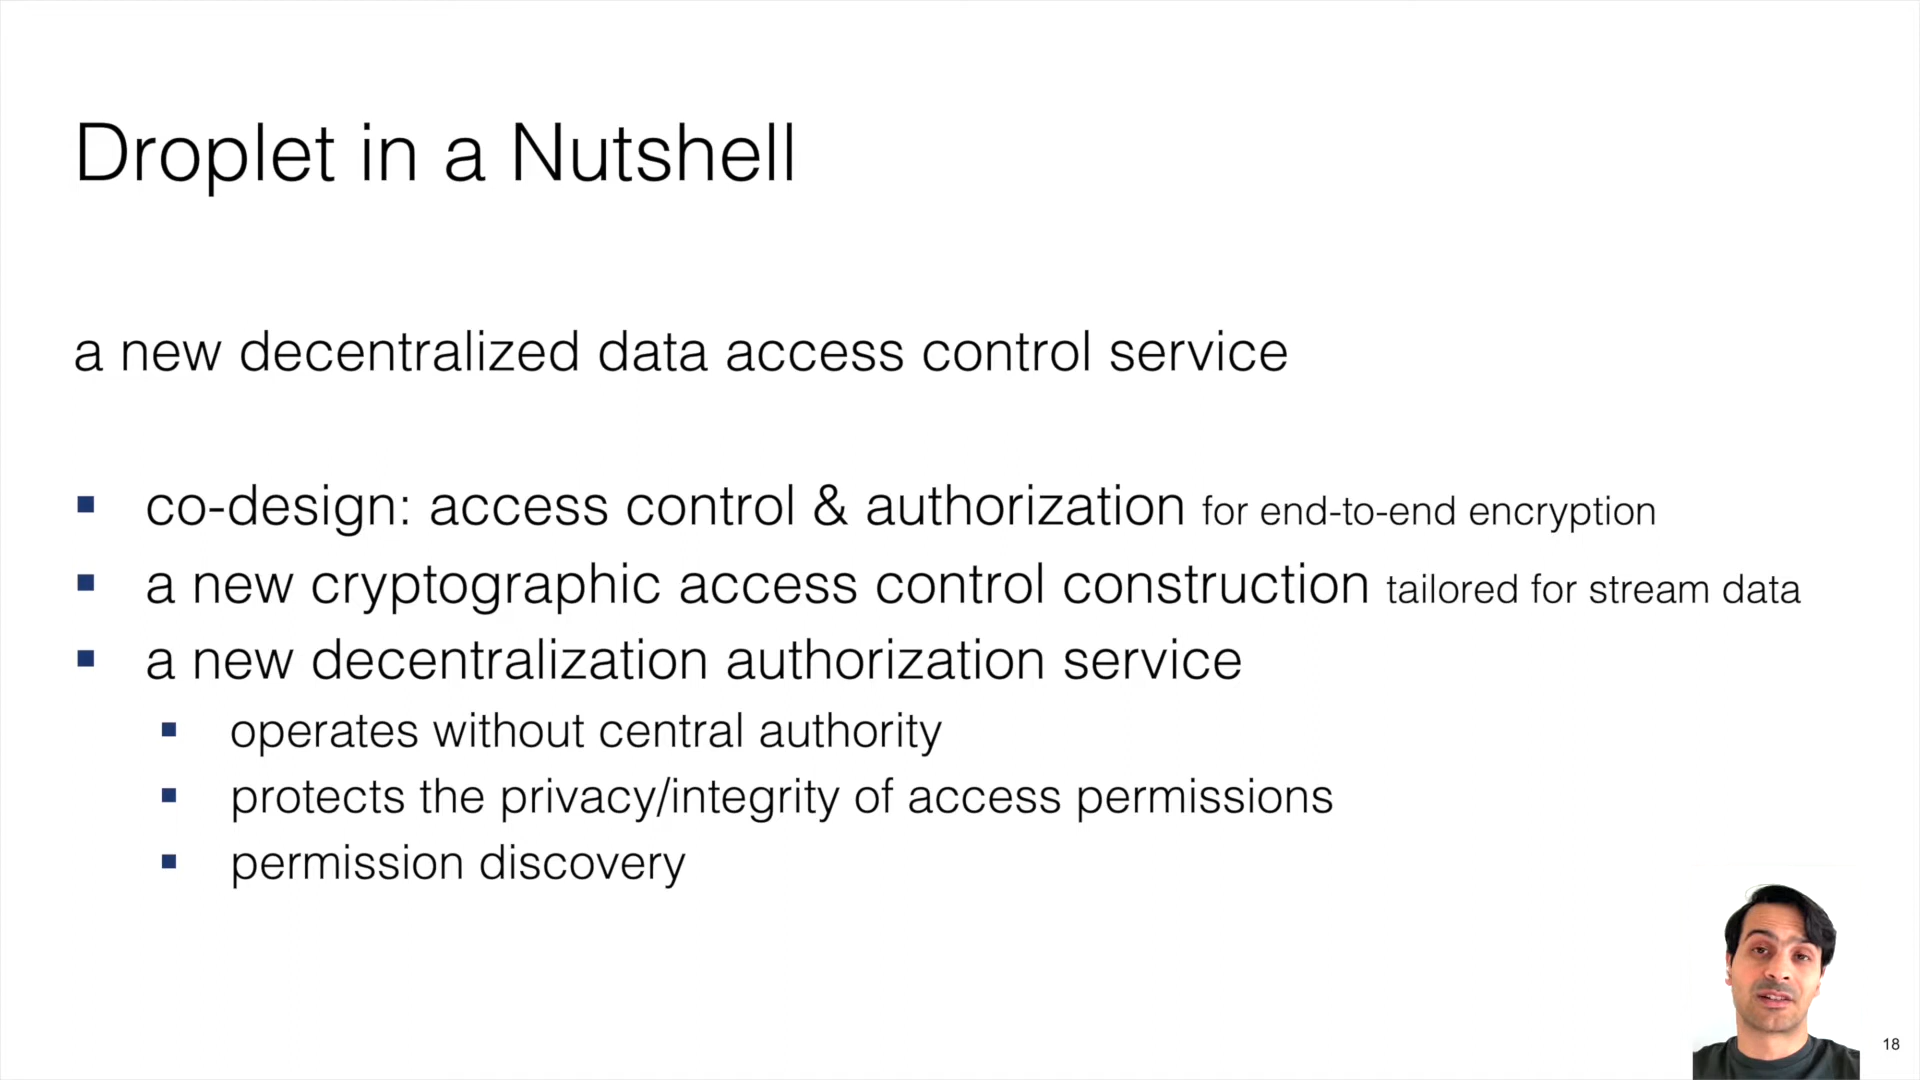 Droplet in a Nutshell
a new decentralized data access control service
▪ co-design: access control & authorization for end-to-end encryption
▪ a new cryptographic access control construction tailored for stream data
▪ a new decentralization authorization service
▪ operates without central authority
▪ protects the privacy/integrity of access permissions
▪ permission discovery
18